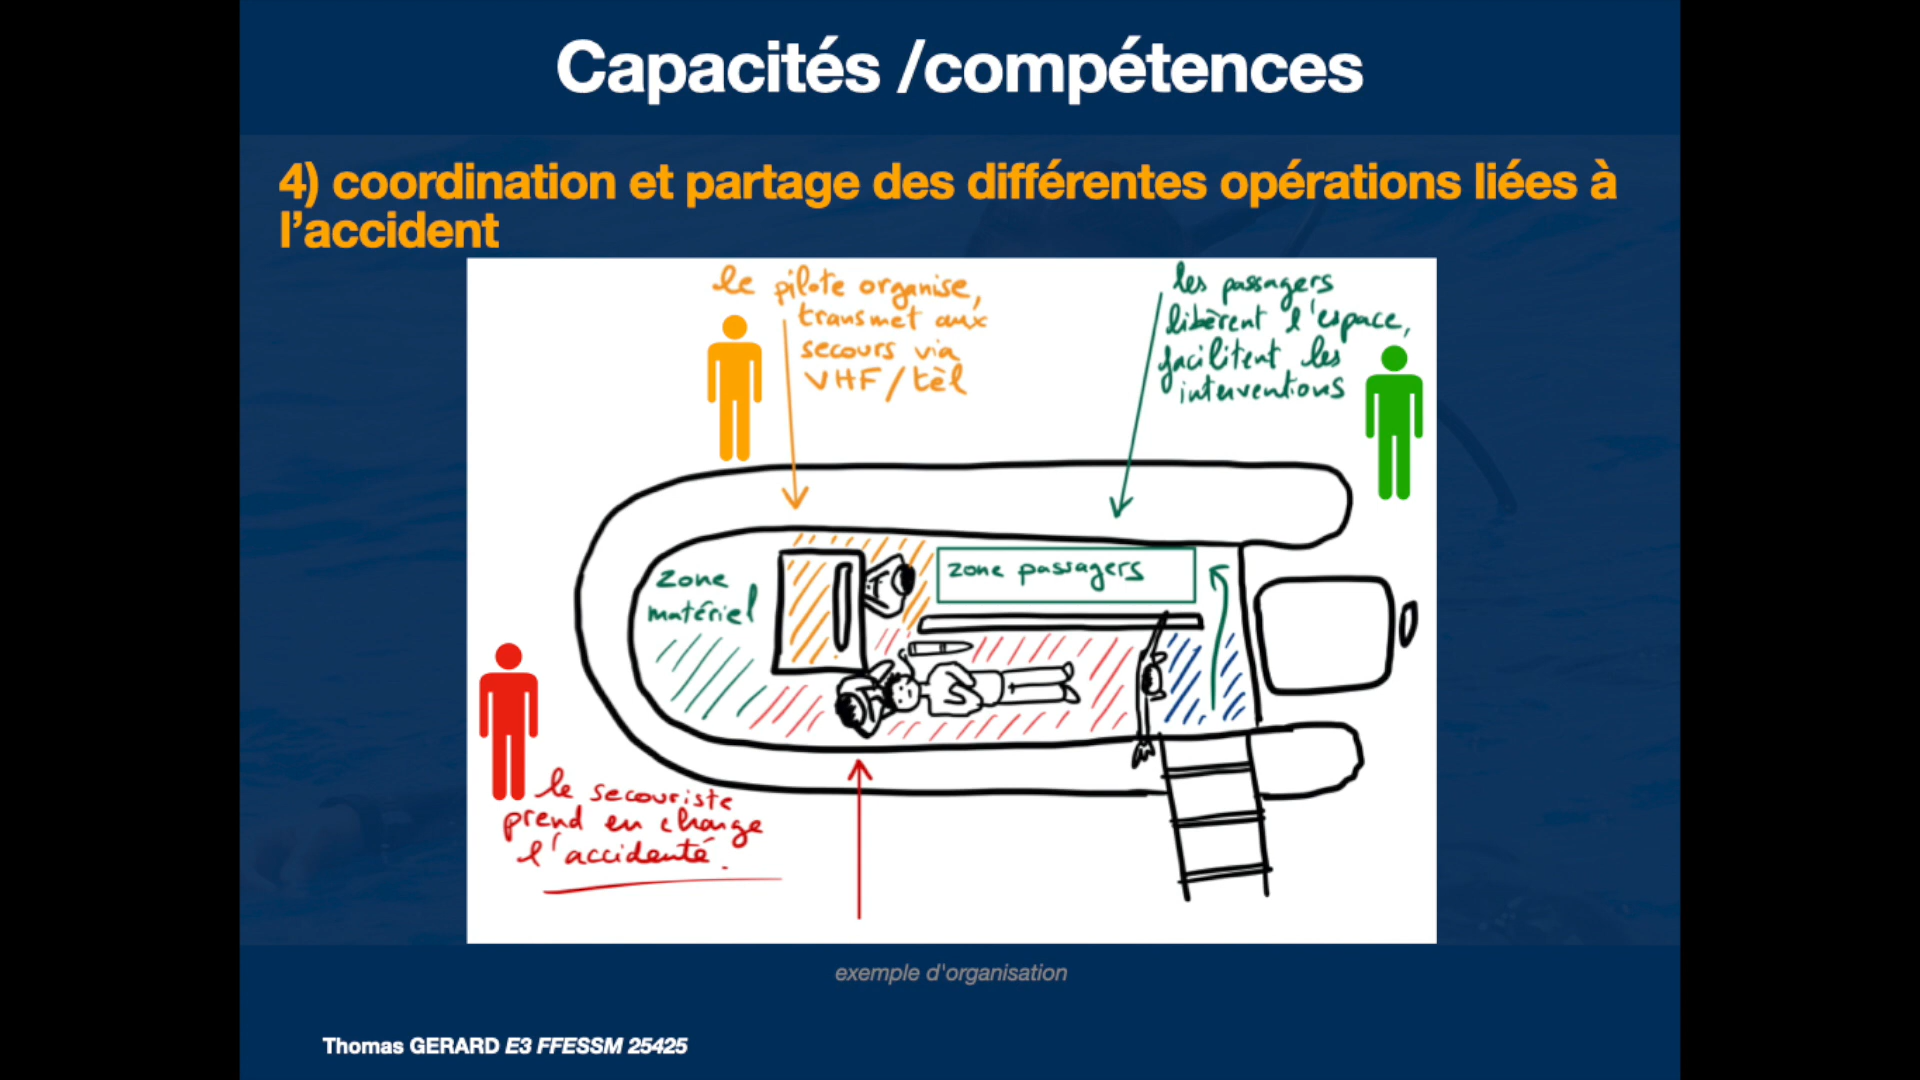 Capacités /compétences
4) coordination et partage des différentes opérations liées à
l'accident
le pilote organise,
transmet aux
secours via
VHF / tèl
les passagers
libèrent l'espace,
facilitent les
interventions
zone
matériel
zone passagers
le secouriste
prend en charge
l'accidenté.
exemple d'organisation
Thomas GERARD E3 FFESSM 25425